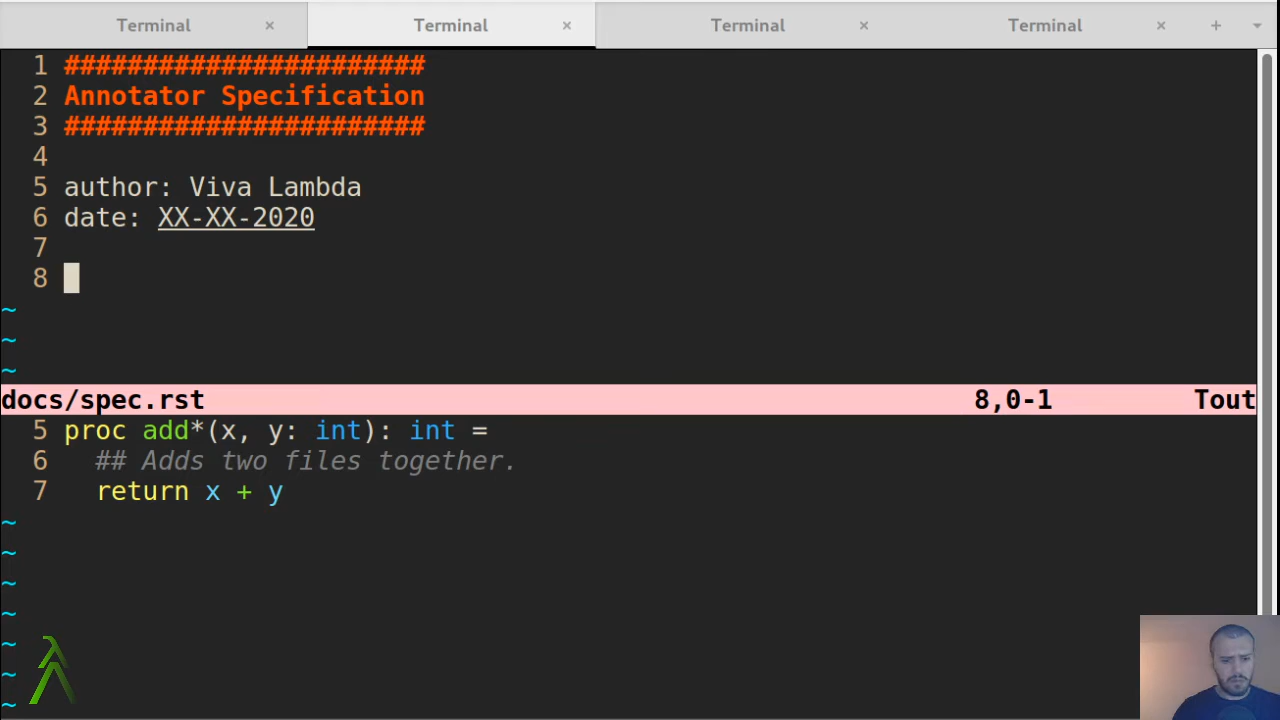 Terminal × Terminal × Terminal × Terminal × +
1 #######################
2 Annotator Specification
3 #######################
4
5 author: Viva Lambda
6 date: XX-XX-2020
7
8
~
~
~
docs/spec.rst 8,0-1 Tout
5 proc add*(x, y: int): int =
6 ## Adds two files together.
7 return x + y
~
~
~
~
~
~
~